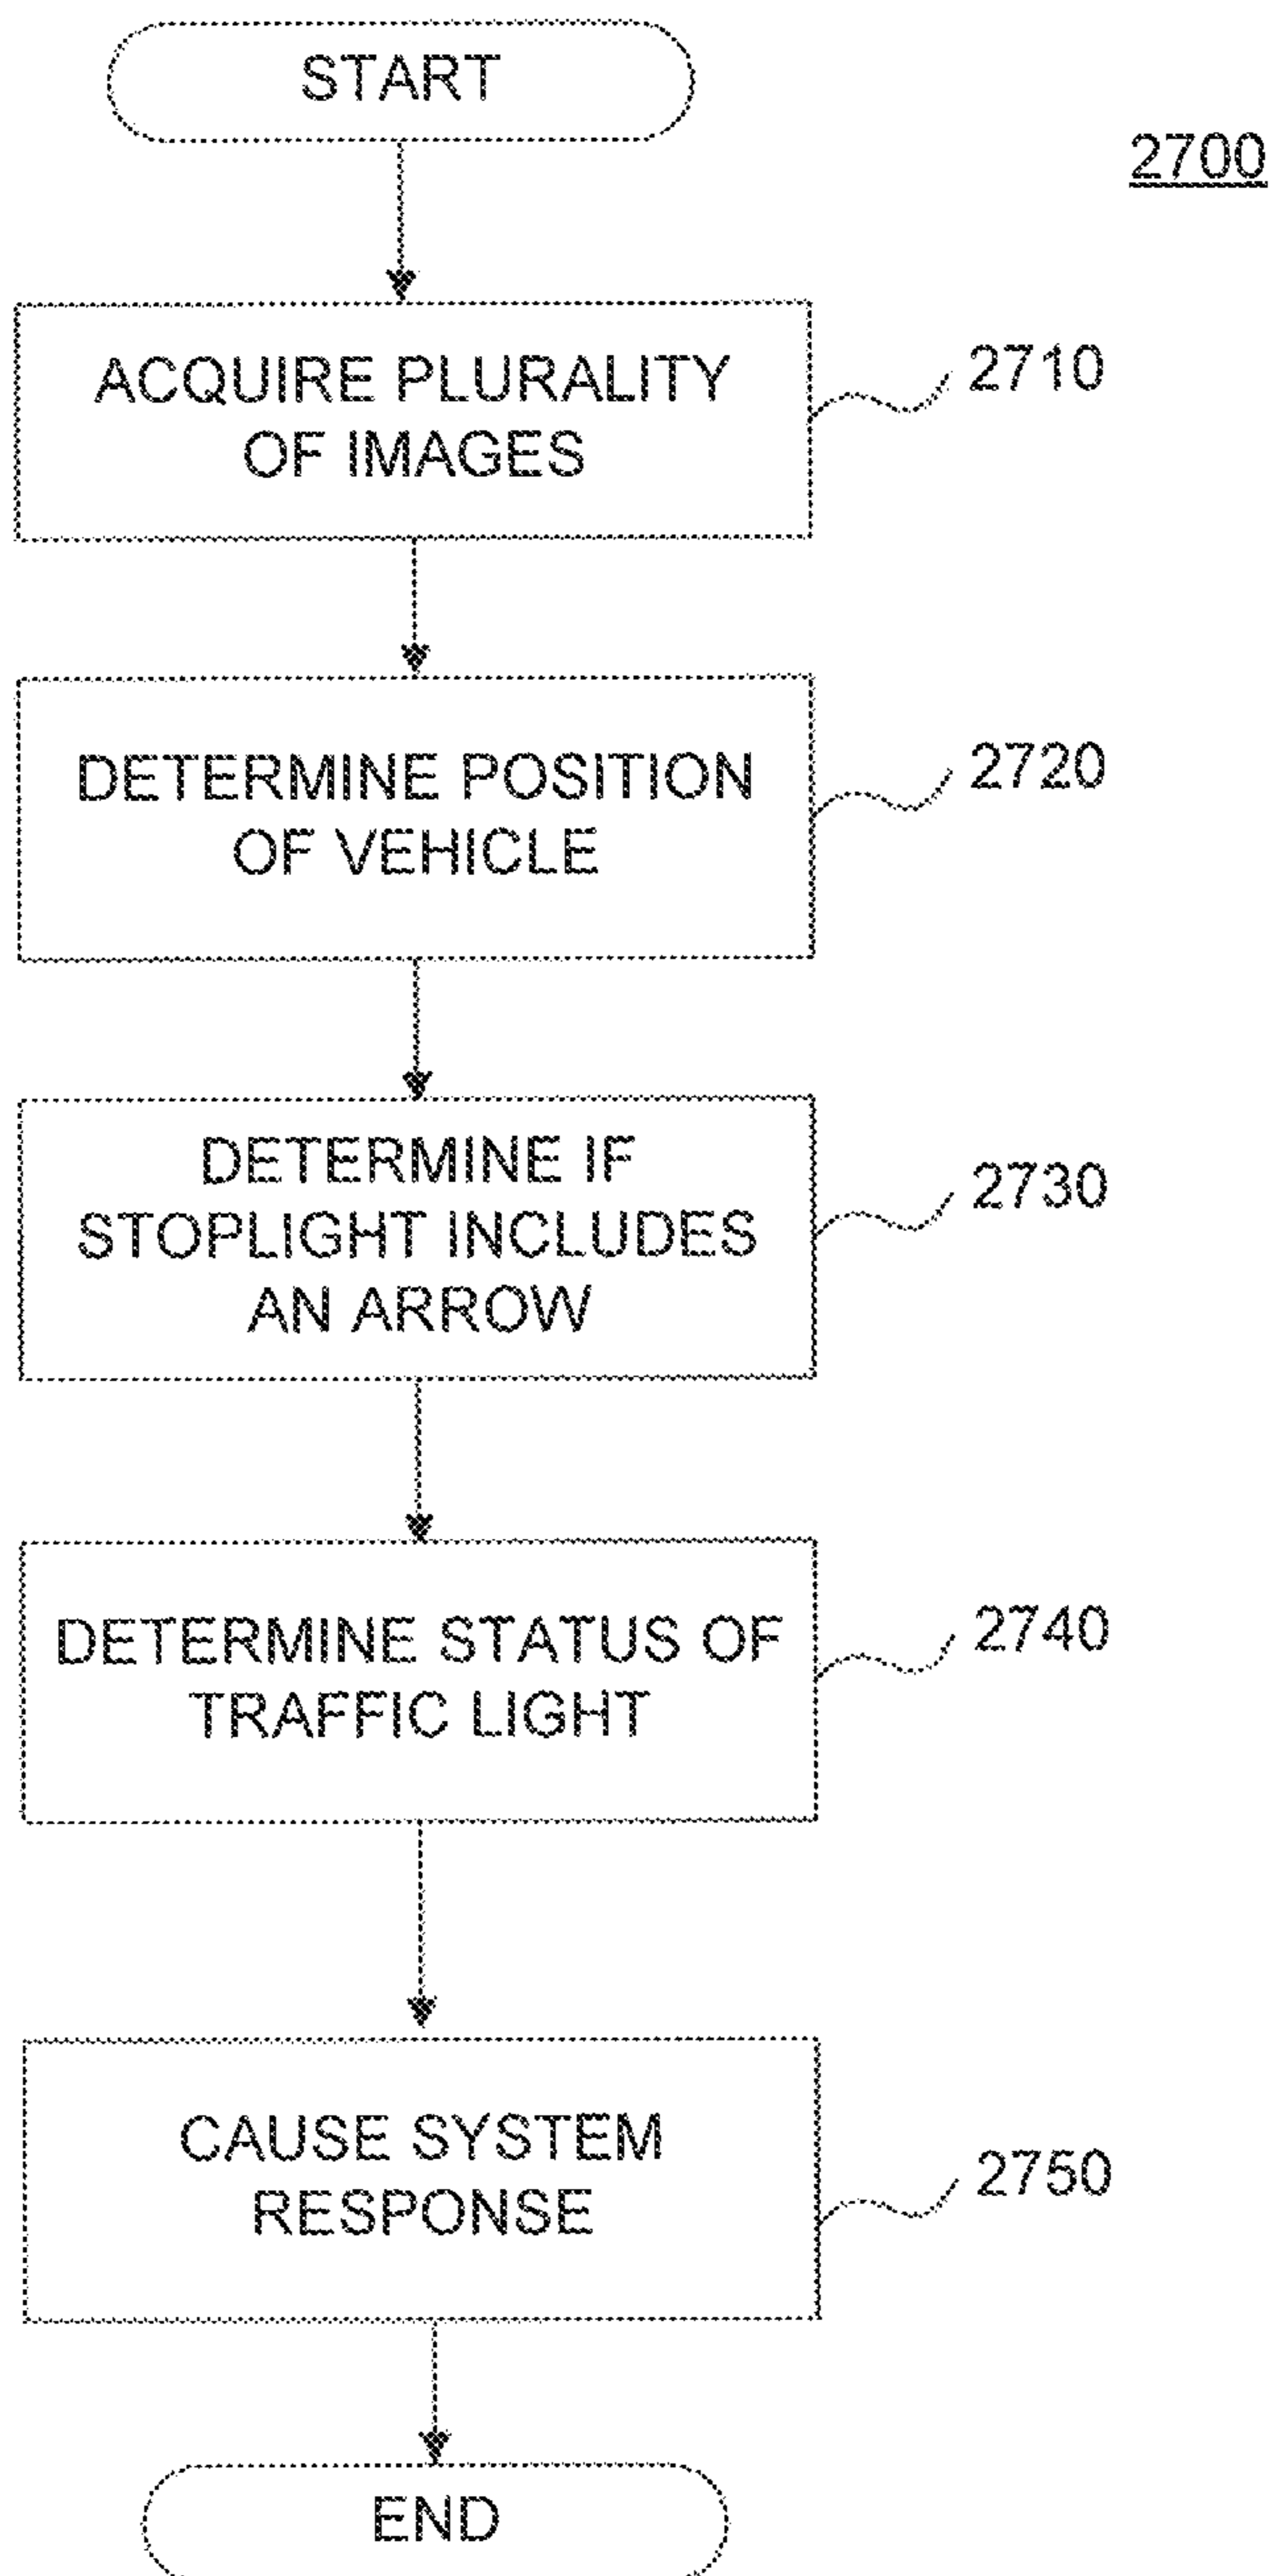 START
2700
ACQUIRE PLURALITY
OF IMAGES
2710
DETERMINE POSITION
OF VEHICLE
2720
DETERMINE IF
STOPLIGHT INCLUDES
AN ARROW
2730
DETERMINE STATUS OF
TRAFFIC LIGHT
2740
CAUSE SYSTEM
RESPONSE
2750
END